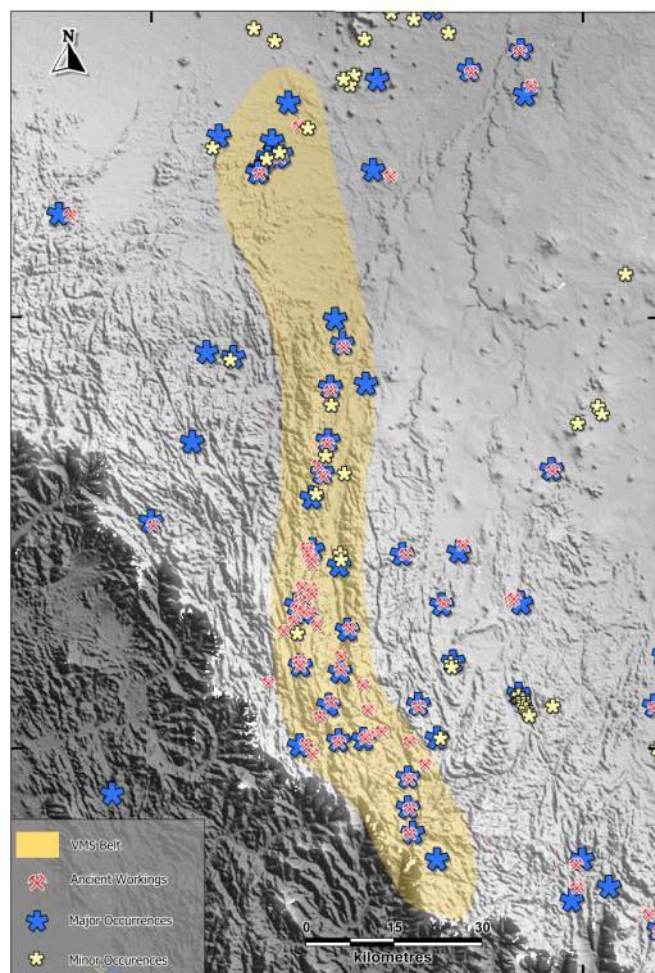 N
VMS Belt
Ancient Workings
Major Occurrences
Minor Occurences
0 15 30
kilometres